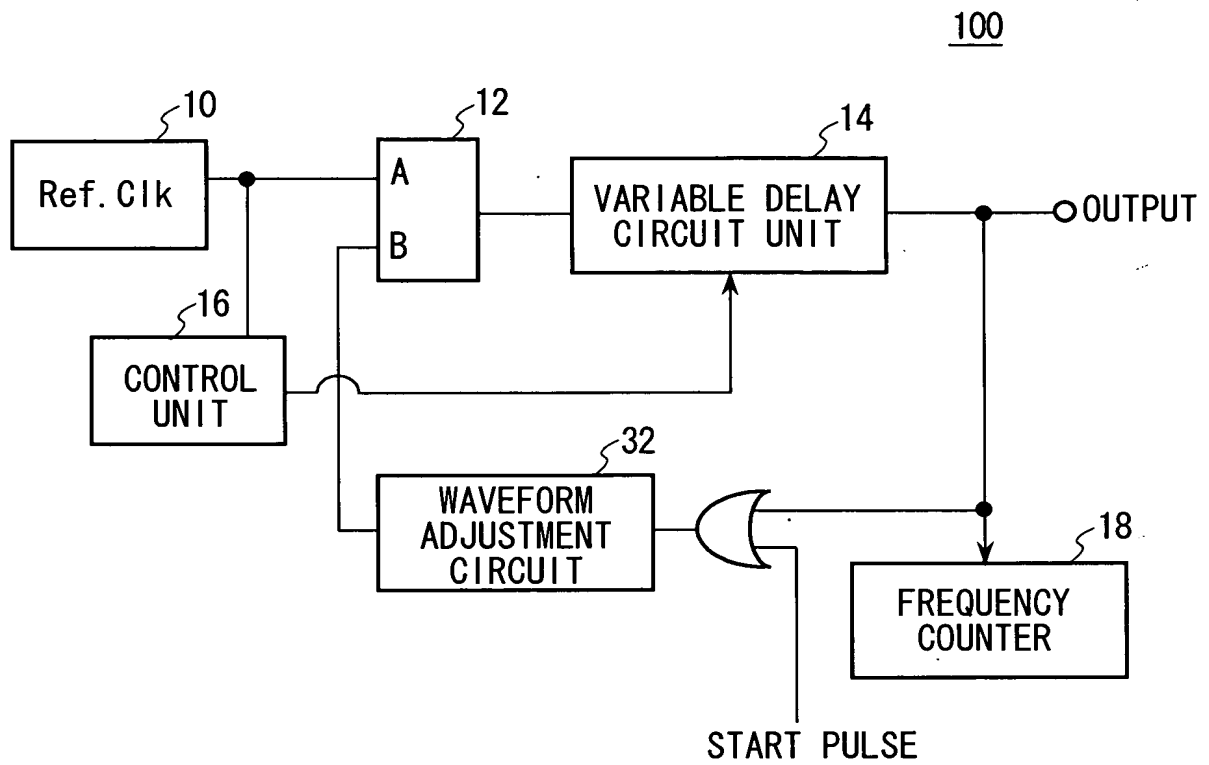 100
10
12
14
Ref.Clk
A
B
VARIABLE DELAY
CIRCUIT UNIT
OUTPUT
16
CONTROL
UNIT
32
WAVEFORM
ADJUSTMENT
CIRCUIT
18
FREQUENCY
COUNTER
START PULSE